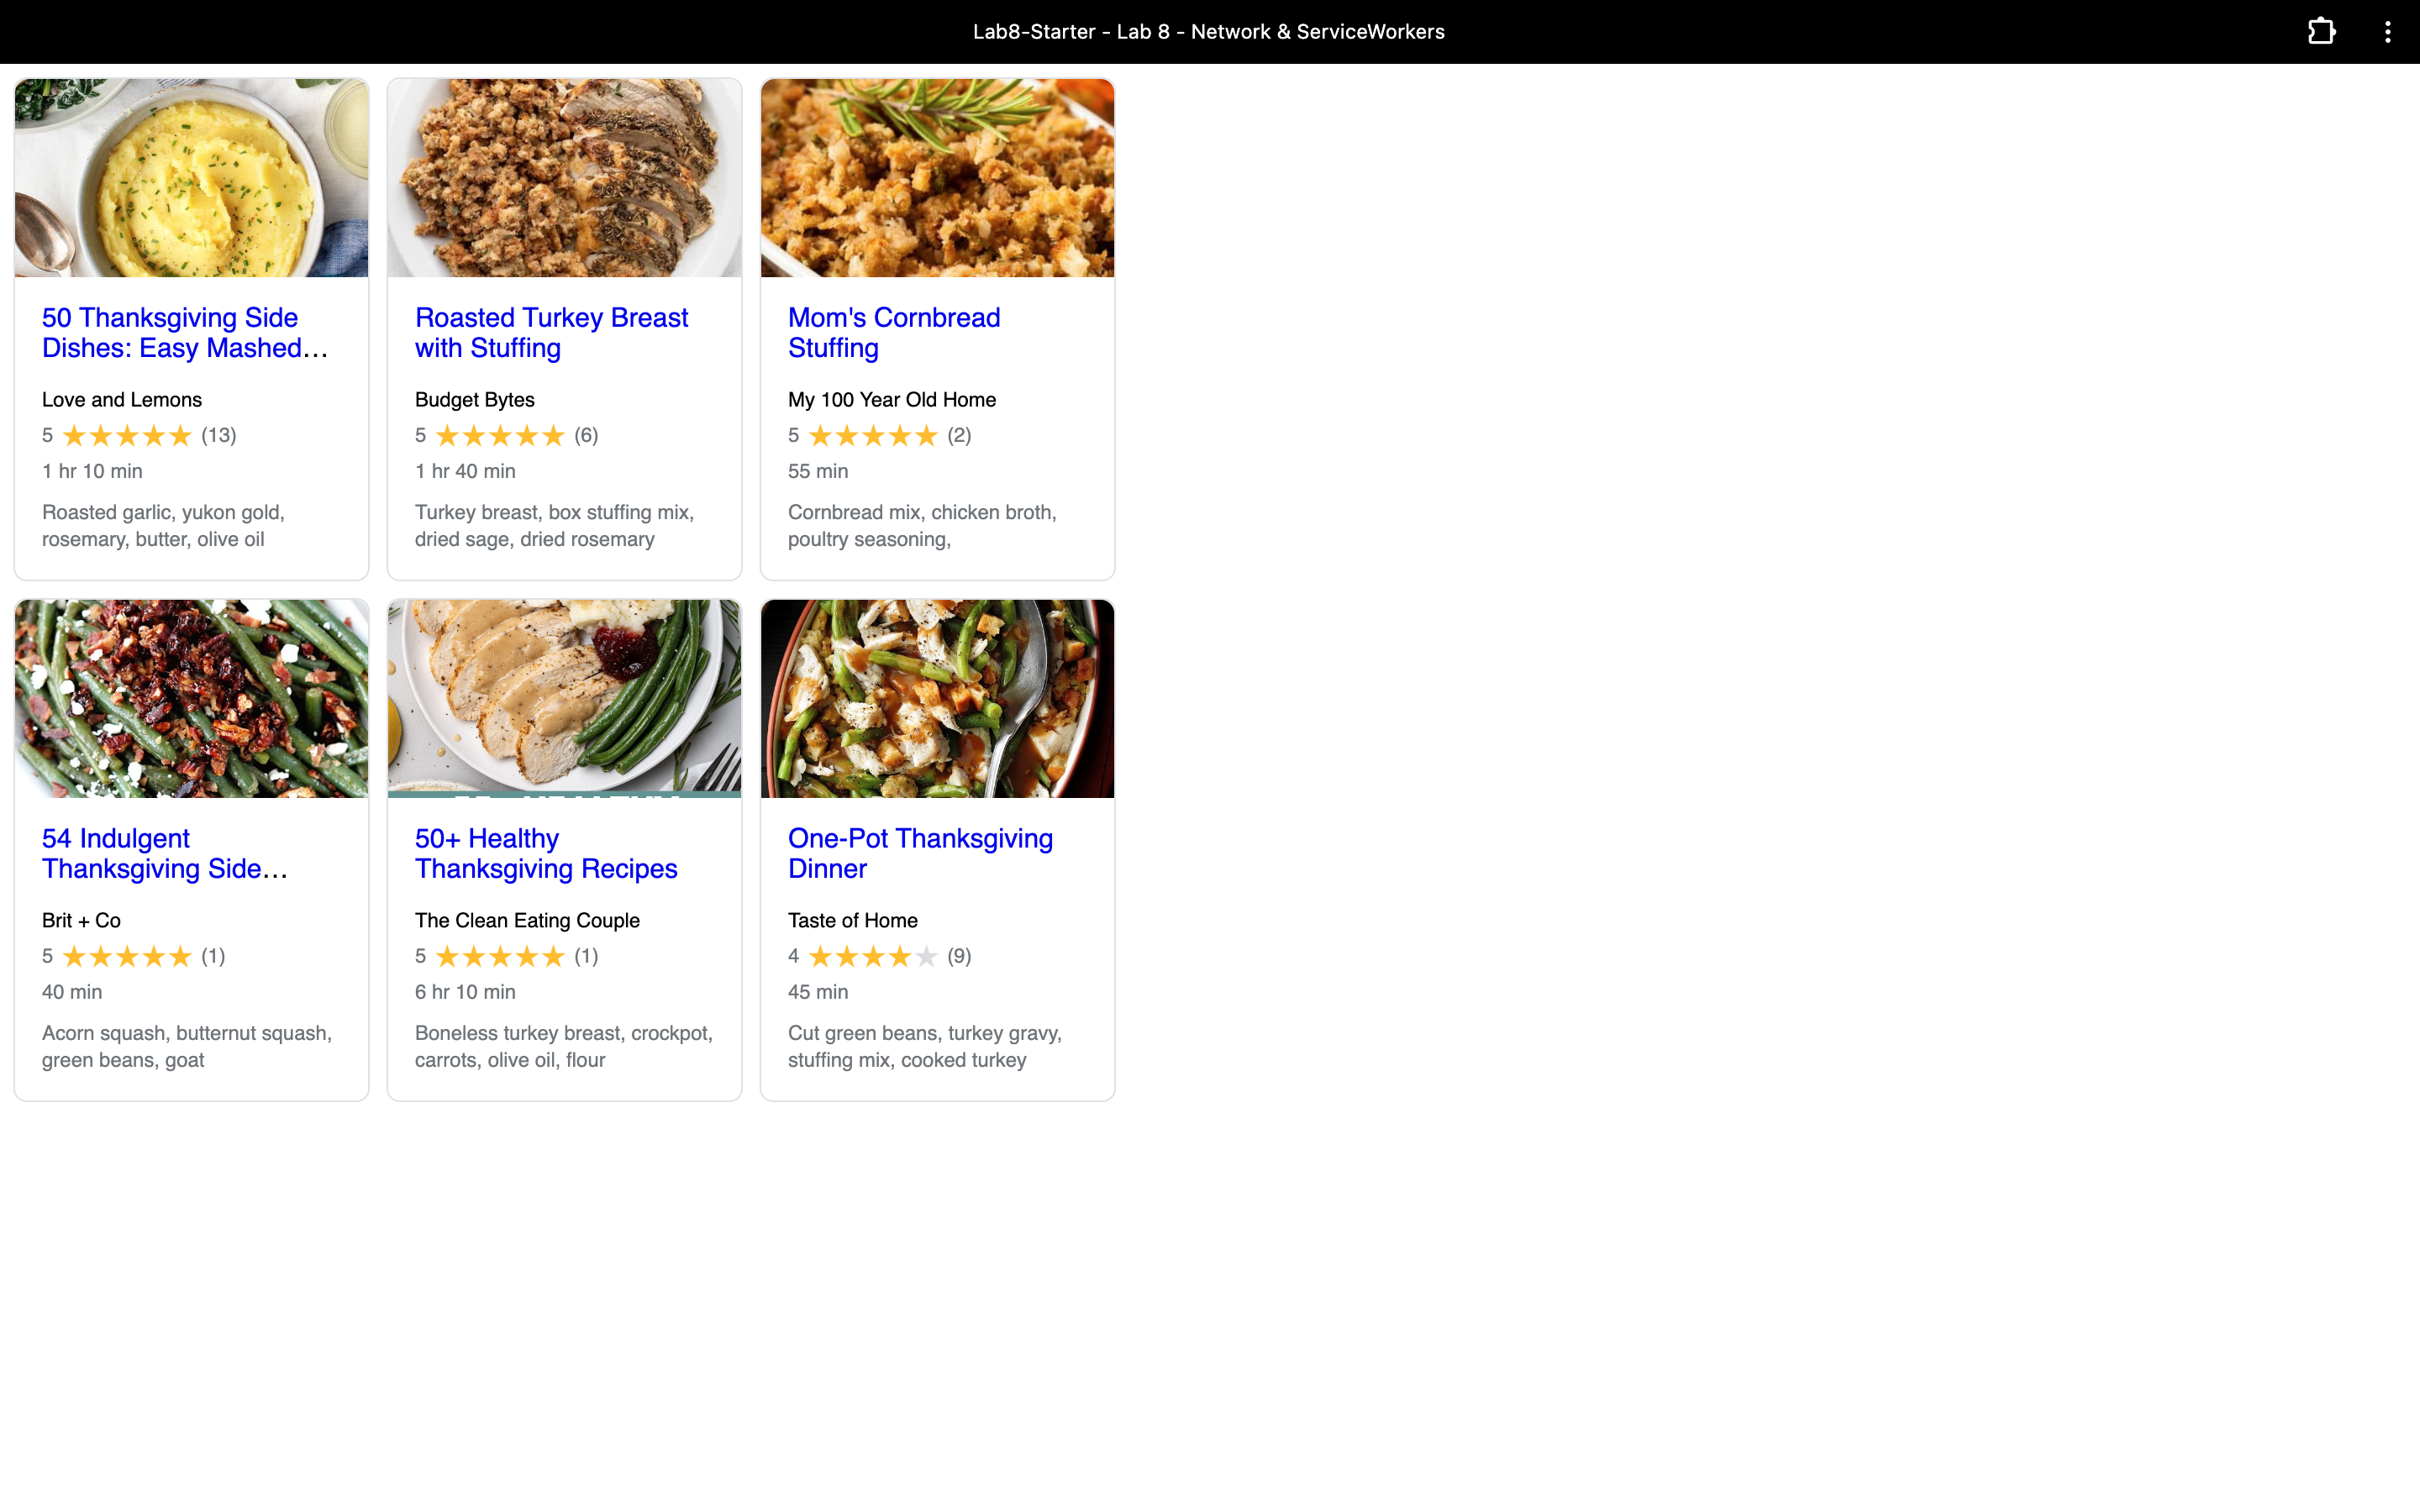 Lab8-Starter - Lab 8 - Network & ServiceWorkers
50 Thanksgiving Side
Dishes: Easy Mashed…
Love and Lemons
5 ★★★★★ (13)
1 hr 10 min
Roasted garlic, yukon gold,
rosemary, butter, olive oil
Roasted Turkey Breast
with Stuffing
Budget Bytes
5 ★★★★★ (6)
1 hr 40 min
Turkey breast, box stuffing mix,
dried sage, dried rosemary
Mom's Cornbread
Stuffing
My 100 Year Old Home
5 ★★★★★ (2)
55 min
Cornbread mix, chicken broth,
poultry seasoning,
54 Indulgent
Thanksgiving Side…
Brit + Co
5 ★★★★★ (1)
40 min
Acorn squash, butternut squash,
green beans, goat
50+ Healthy
Thanksgiving Recipes
The Clean Eating Couple
5 ★★★★★ (1)
6 hr 10 min
Boneless turkey breast, crockpot,
carrots, olive oil, flour
One-Pot Thanksgiving
Dinner
Taste of Home
4 ★★★★☆ (9)
45 min
Cut green beans, turkey gravy,
stuffing mix, cooked turkey